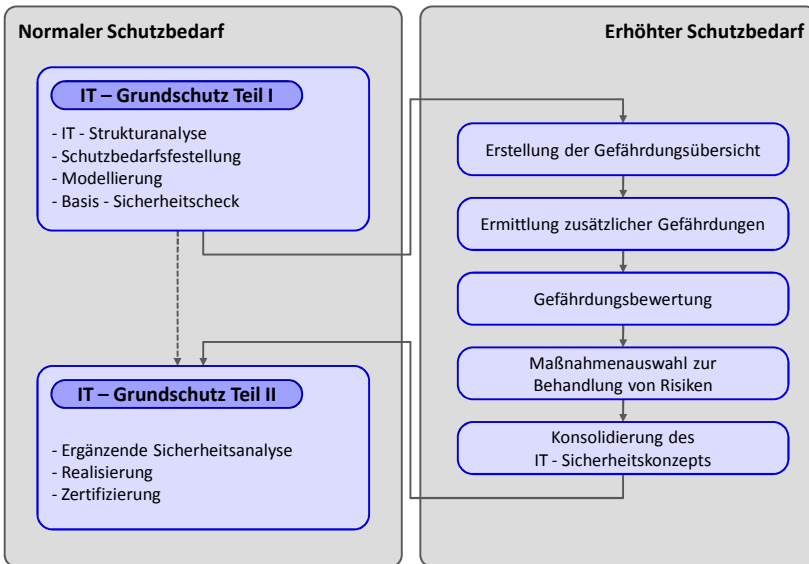 Normaler Schutzbedarf
IT – Grundschutz Teil I
- IT - Strukturanalyse
- Schutzbedarfsfestellung
- Modellierung
- Basis - Sicherheitscheck
IT – Grundschutz Teil II
- Ergänzende Sicherheitsanalyse
- Realisierung
- Zertifizierung
Erhöhter Schutzbedarf
Erstellung der Gefährdungsübersicht
Ermittlung zusätzlicher Gefährdungen
Gefährdungsbewertung
Maßnahmenauswahl zur
Behandlung von Risiken
Konsolidierung des
IT - Sicherheitskonzepts